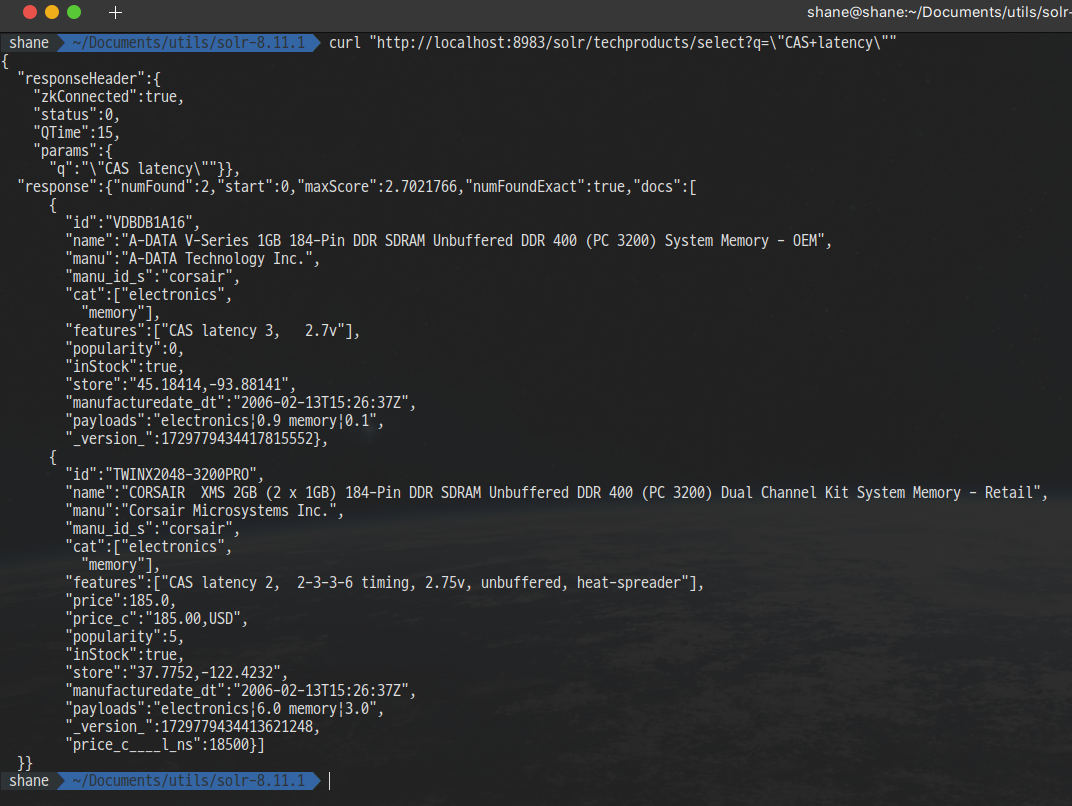 shane@shane:~/Documents/utils/solr-
shane ~/Documents/utils/solr-8.11.1 curl "http://localhost:8983/solr/techproducts/select?q=\"CAS+latency\""
{
  "responseHeader":{
    "zkConnected":true,
    "status":0,
    "QTime":15,
    "params":{
      "q":"\"CAS latency\""}},
  "response":{"numFound":2,"start":0,"maxScore":2.7021766,"numFoundExact":true,"docs":[
      {
        "id":"VDBDB1A16",
        "name":"A-DATA V-Series 1GB 184-Pin DDR SDRAM Unbuffered DDR 400 (PC 3200) System Memory - OEM",
        "manu":"A-DATA Technology Inc.",
        "manu_id_s":"corsair",
        "cat":["electronics",
          "memory"],
        "features":["CAS latency 3,   2.7v"],
        "popularity":0,
        "inStock":true,
        "store":"45.18414,-93.88141",
        "manufacturedate_dt":"2006-02-13T15:26:37Z",
        "payloads":"electronics|0.9 memory|0.1",
        "_version_":1729779434417815552},
      {
        "id":"TWINX2048-3200PRO",
        "name":"CORSAIR  XMS 2GB (2 x 1GB) 184-Pin DDR SDRAM Unbuffered DDR 400 (PC 3200) Dual Channel Kit System Memory - Retail",
        "manu":"Corsair Microsystems Inc.",
        "manu_id_s":"corsair",
        "cat":["electronics",
          "memory"],
        "features":["CAS latency 2,  2-3-3-6 timing, 2.75v, unbuffered, heat-spreader"],
        "price":185.0,
        "price_c":"185.00,USD",
        "popularity":5,
        "inStock":true,
        "store":"37.7752,-122.4232",
        "manufacturedate_dt":"2006-02-13T15:26:37Z",
        "payloads":"electronics|6.0 memory|3.0",
        "_version_":1729779434413621248,
        "price_c____l_ns":18500}]
  }}
shane ~/Documents/utils/solr-8.11.1